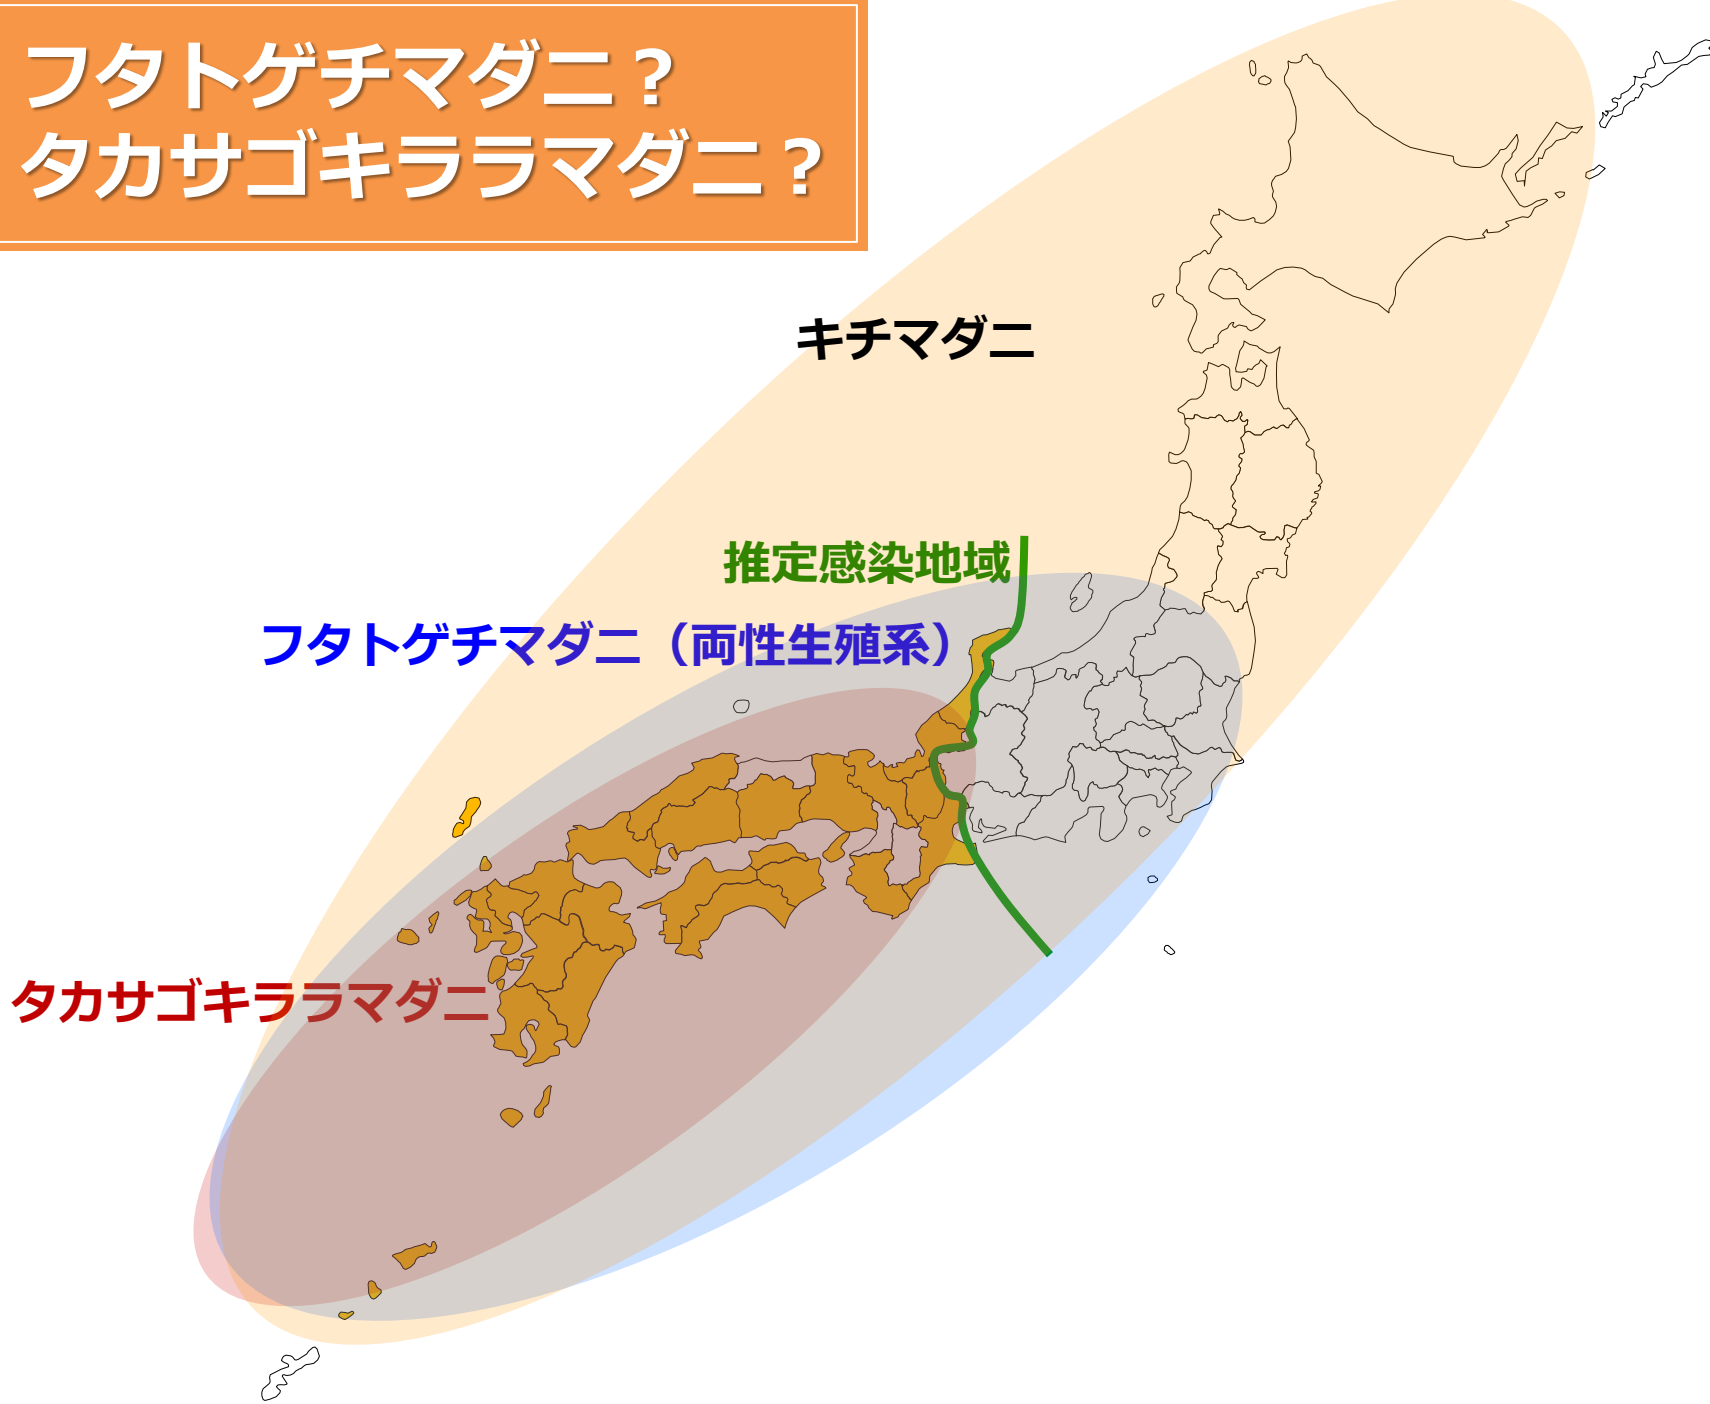 フタトゲチマダニ？
タカサゴキララマダニ？
キチマダニ
推定感染地域
フタトゲチマダニ（両性生殖系）
タカサゴキララマダニ